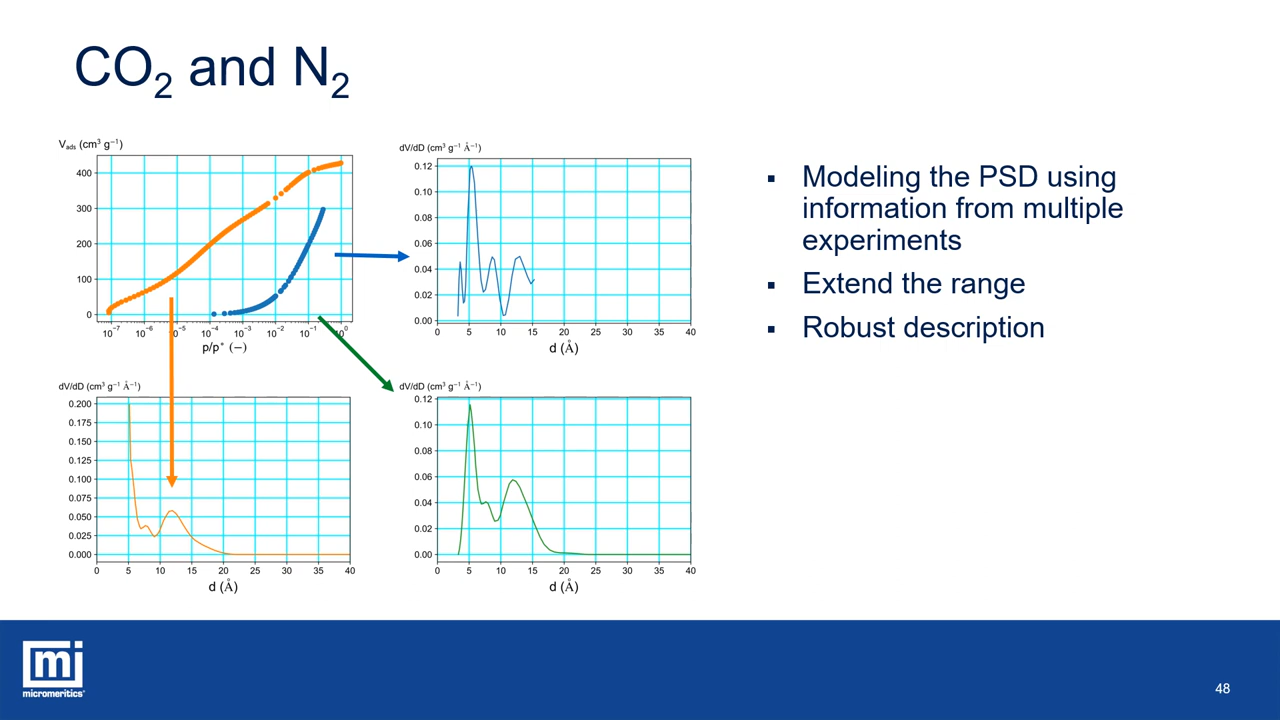 CO₂ and N₂
V_ads (cm³ g⁻¹)
400
300
200
100
0
10⁻⁷ 10⁻⁶ 10⁻⁵ 10⁻⁴ 10⁻³ 10⁻² 10⁻¹ 10⁰
p/p° (−)
dV/dD (cm³ g⁻¹ Å⁻¹)
0.12
0.10
0.08
0.06
0.04
0.02
0.00
0 5 10 15 20 25 30 35 40
d (Å)
dV/dD (cm³ g⁻¹ Å⁻¹)
0.200
0.175
0.150
0.125
0.100
0.075
0.050
0.025
0.000
0 5 10 15 20 25 30 35 40
d (Å)
dV/dD (cm³ g⁻¹ Å⁻¹)
0.12
0.10
0.08
0.06
0.04
0.02
0.00
0 5 10 15 20 25 30 35 40
d (Å)
▪ Modeling the PSD using
information from multiple
experiments
▪ Extend the range
▪ Robust description
mi
micromeritics®
48